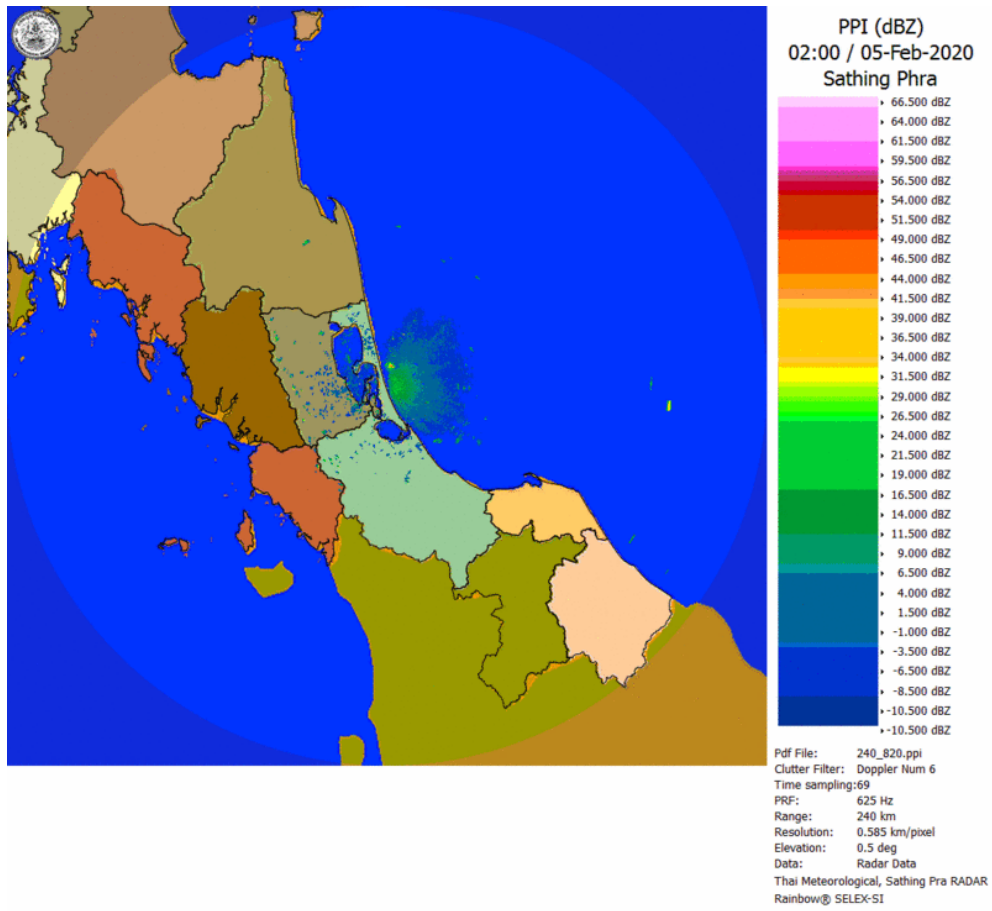 PPI (dBZ)
02:00 / 05-Feb-2020
Sathing Phra
66.500 dBZ
64.000 dBZ
61.500 dBZ
59.500 dBZ
56.500 dBZ
54.000 dBZ
51.500 dBZ
49.000 dBZ
46.500 dBZ
44.000 dBZ
41.500 dBZ
39.000 dBZ
36.500 dBZ
34.000 dBZ
31.500 dBZ
29.000 dBZ
26.500 dBZ
24.000 dBZ
21.500 dBZ
19.000 dBZ
16.500 dBZ
14.000 dBZ
11.500 dBZ
9.000 dBZ
6.500 dBZ
4.000 dBZ
1.500 dBZ
-1.000 dBZ
-3.500 dBZ
-6.500 dBZ
-8.500 dBZ
-10.500 dBZ
-10.500 dBZ
Pdf File: 240_820.ppi
Clutter Filter: Doppler Num 6
Time sampling:69
PRF: 625 Hz
Range: 240 km
Resolution: 0.585 km/pixel
Elevation: 0.5 deg
Data: Radar Data
Thai Meteorological, Sathing Pra RADAR
Rainbow® SELEX-SI